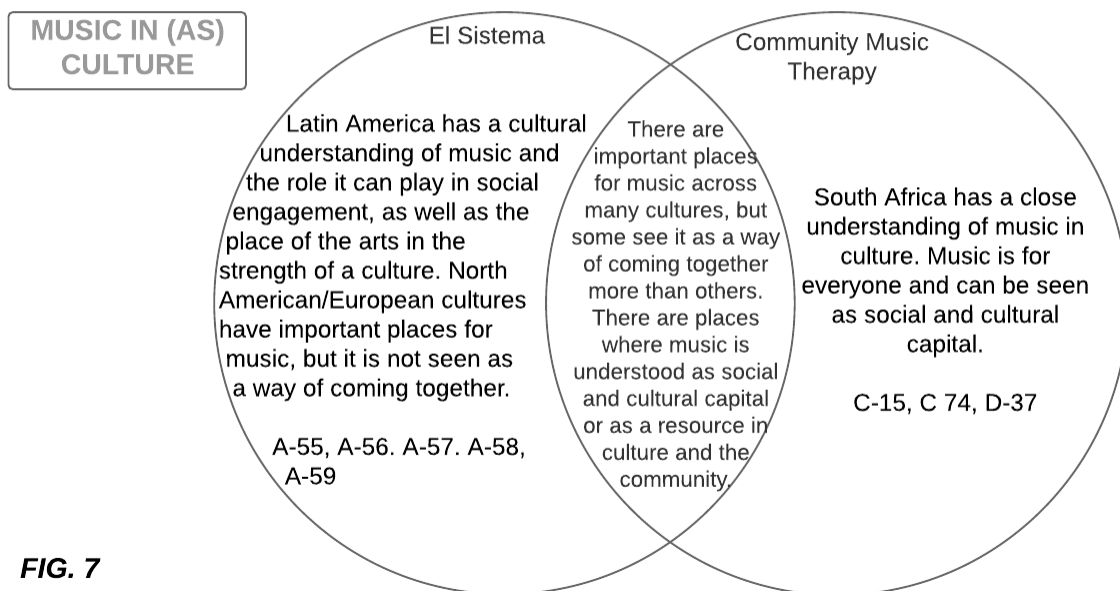 MUSIC IN (AS)
CULTURE
El Sistema
Latin America has a cultural
understanding of music and
the role it can play in social
engagement, as well as the
place of the arts in the
strength of a culture. North
American/European cultures
have important places for
music, but it is not seen as
a way of coming together.
A-55, A-56. A-57. A-58,
A-59
There are
important places
for music across
many cultures, but
some see it as a way
of coming together
more than others.
There are places
where music is
understood as social
and cultural capital
or as a resource in
culture and the
community.
Community Music
Therapy
South Africa has a close
understanding of music in
culture. Music is for
everyone and can be seen
as social and cultural
capital.
C-15, C 74, D-37
FIG. 7